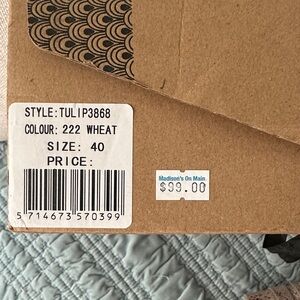 STYLE:TULIP3868
COLOUR: 222 WHEAT
SIZE: 40
PRICE:
5 714673 570399
Madison's On Main
$99.00